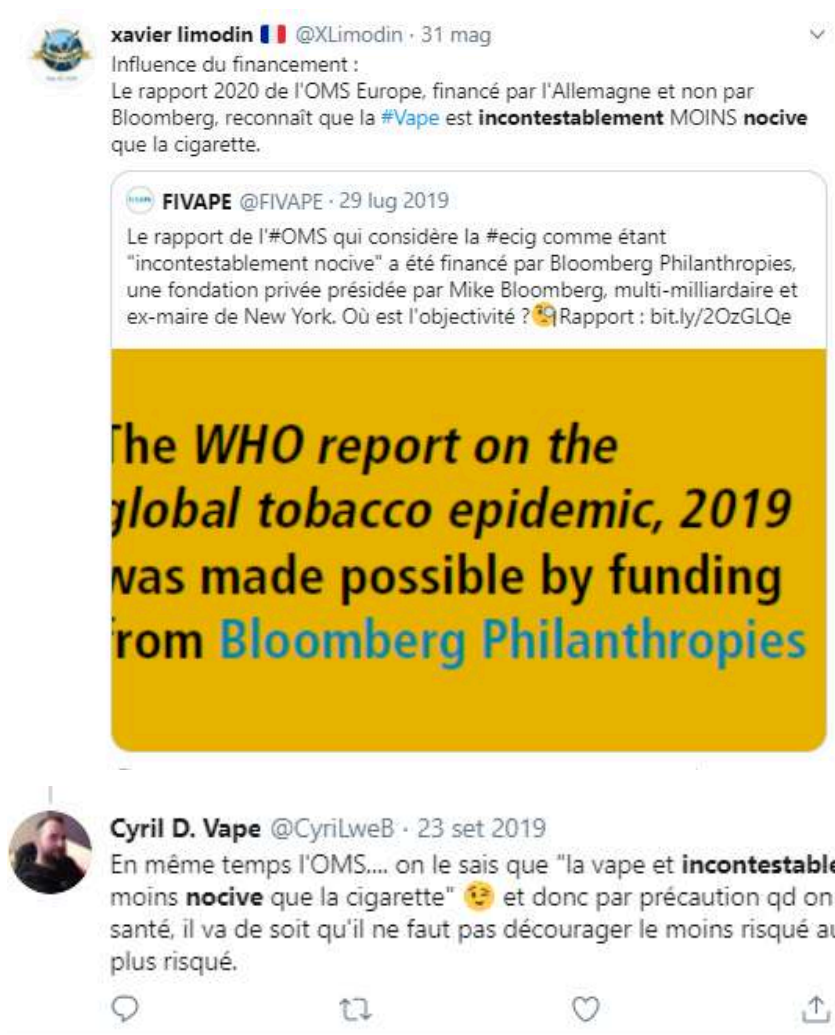 xavier limodin @XLimodin · 31 mag
Influence du financement :
Le rapport 2020 de l'OMS Europe, financé par l'Allemagne et non par
Bloomberg, reconnaît que la #Vape est incontestablement MOINS nocive
que la cigarette.
FIVAPE @FIVAPE · 29 lug 2019
Le rapport de l'#OMS qui considère la #ecig comme étant
"incontestablement nocive" a été financé par Bloomberg Philanthropies,
une fondation privée présidée par Mike Bloomberg, multi-milliardaire et
ex-maire de New York. Où est l'objectivité ?🧐Rapport : bit.ly/2OzGLQe
The WHO report on the
global tobacco epidemic, 2019
was made possible by funding
from Bloomberg Philanthropies
Cyril D. Vape @CyriLweB · 23 set 2019
En même temps l'OMS.... on le sais que "la vape et incontestable
moins nocive que la cigarette" 😉 et donc par précaution qd on
santé, il va de soit qu'il ne faut pas décourager le moins risqué au
plus risqué.